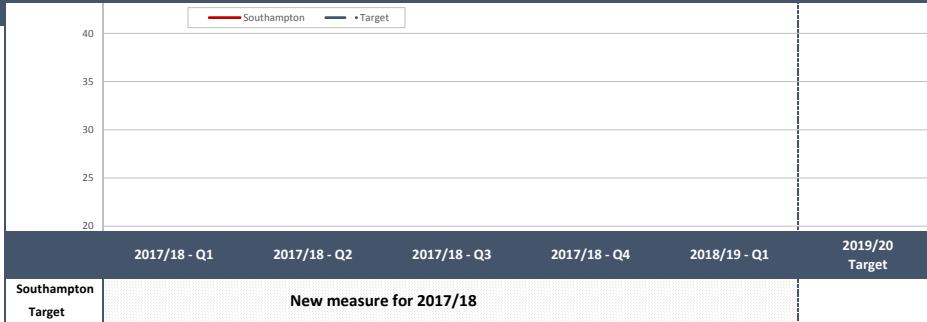 Southampton Target
40
35
30
25
20
2017/18 - Q1 2017/18 - Q2 2017/18 - Q3 2017/18 - Q4 2018/19 - Q1 2019/20
Target
Southampton
New measure for 2017/18
Target